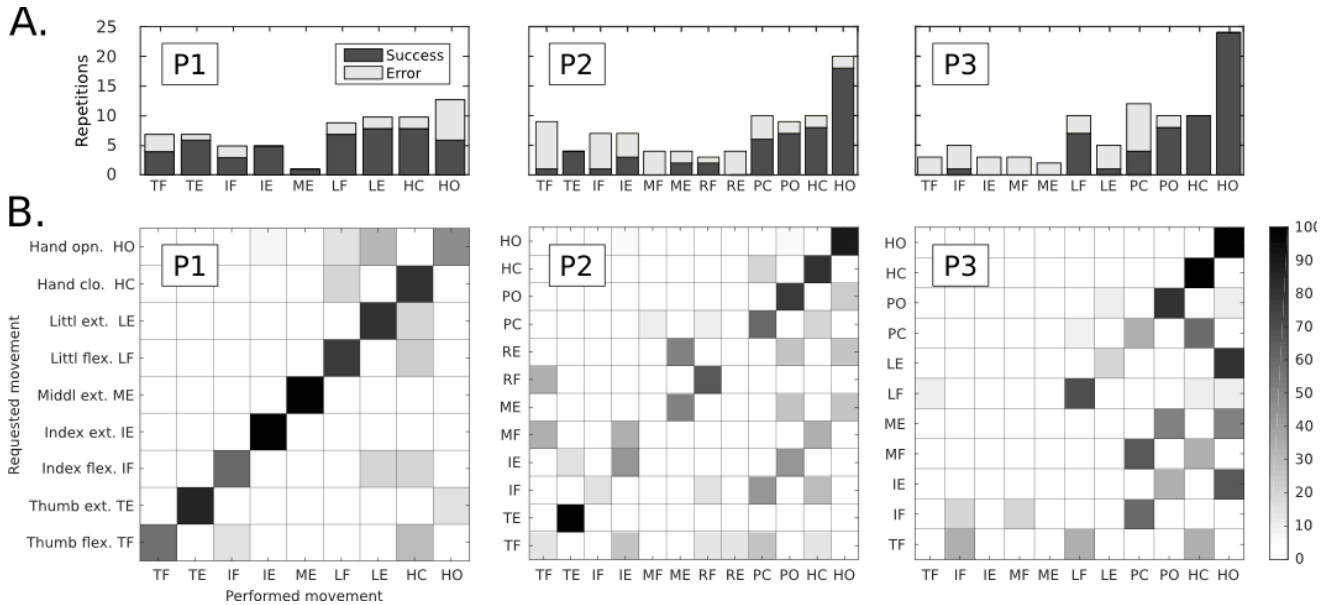 A.
25
20
15
10
5
0
Repetitions
P1
Success
Error
P2
P3
TF TE IF IE ME LF LE HC HO
TF TE IF IE MF ME RF RE PC PO HC HO
TF IF IE MF ME LF LE PC PO HC HO
B.
Requested movement
P1
Hand opn. HO
Hand clo. HC
Littl ext. LE
Littl flex. LF
Middl ext. ME
Index ext. IE
Index flex. IF
Thumb ext. TE
Thumb flex. TF
TF TE IF IE ME LF LE HC HO
Performed movement
P2
HO
HC
PO
PC
RE
RF
ME
MF
IE
IF
TE
TF
TF TE IF IE MF ME RF RE PC PO HC HO
P3
HO
HC
PO
PC
LE
LF
ME
MF
IE
IF
TF
TF IF IE MF ME LF LE PC PO HC HO
100
90
80
70
60
50
40
30
20
10
0